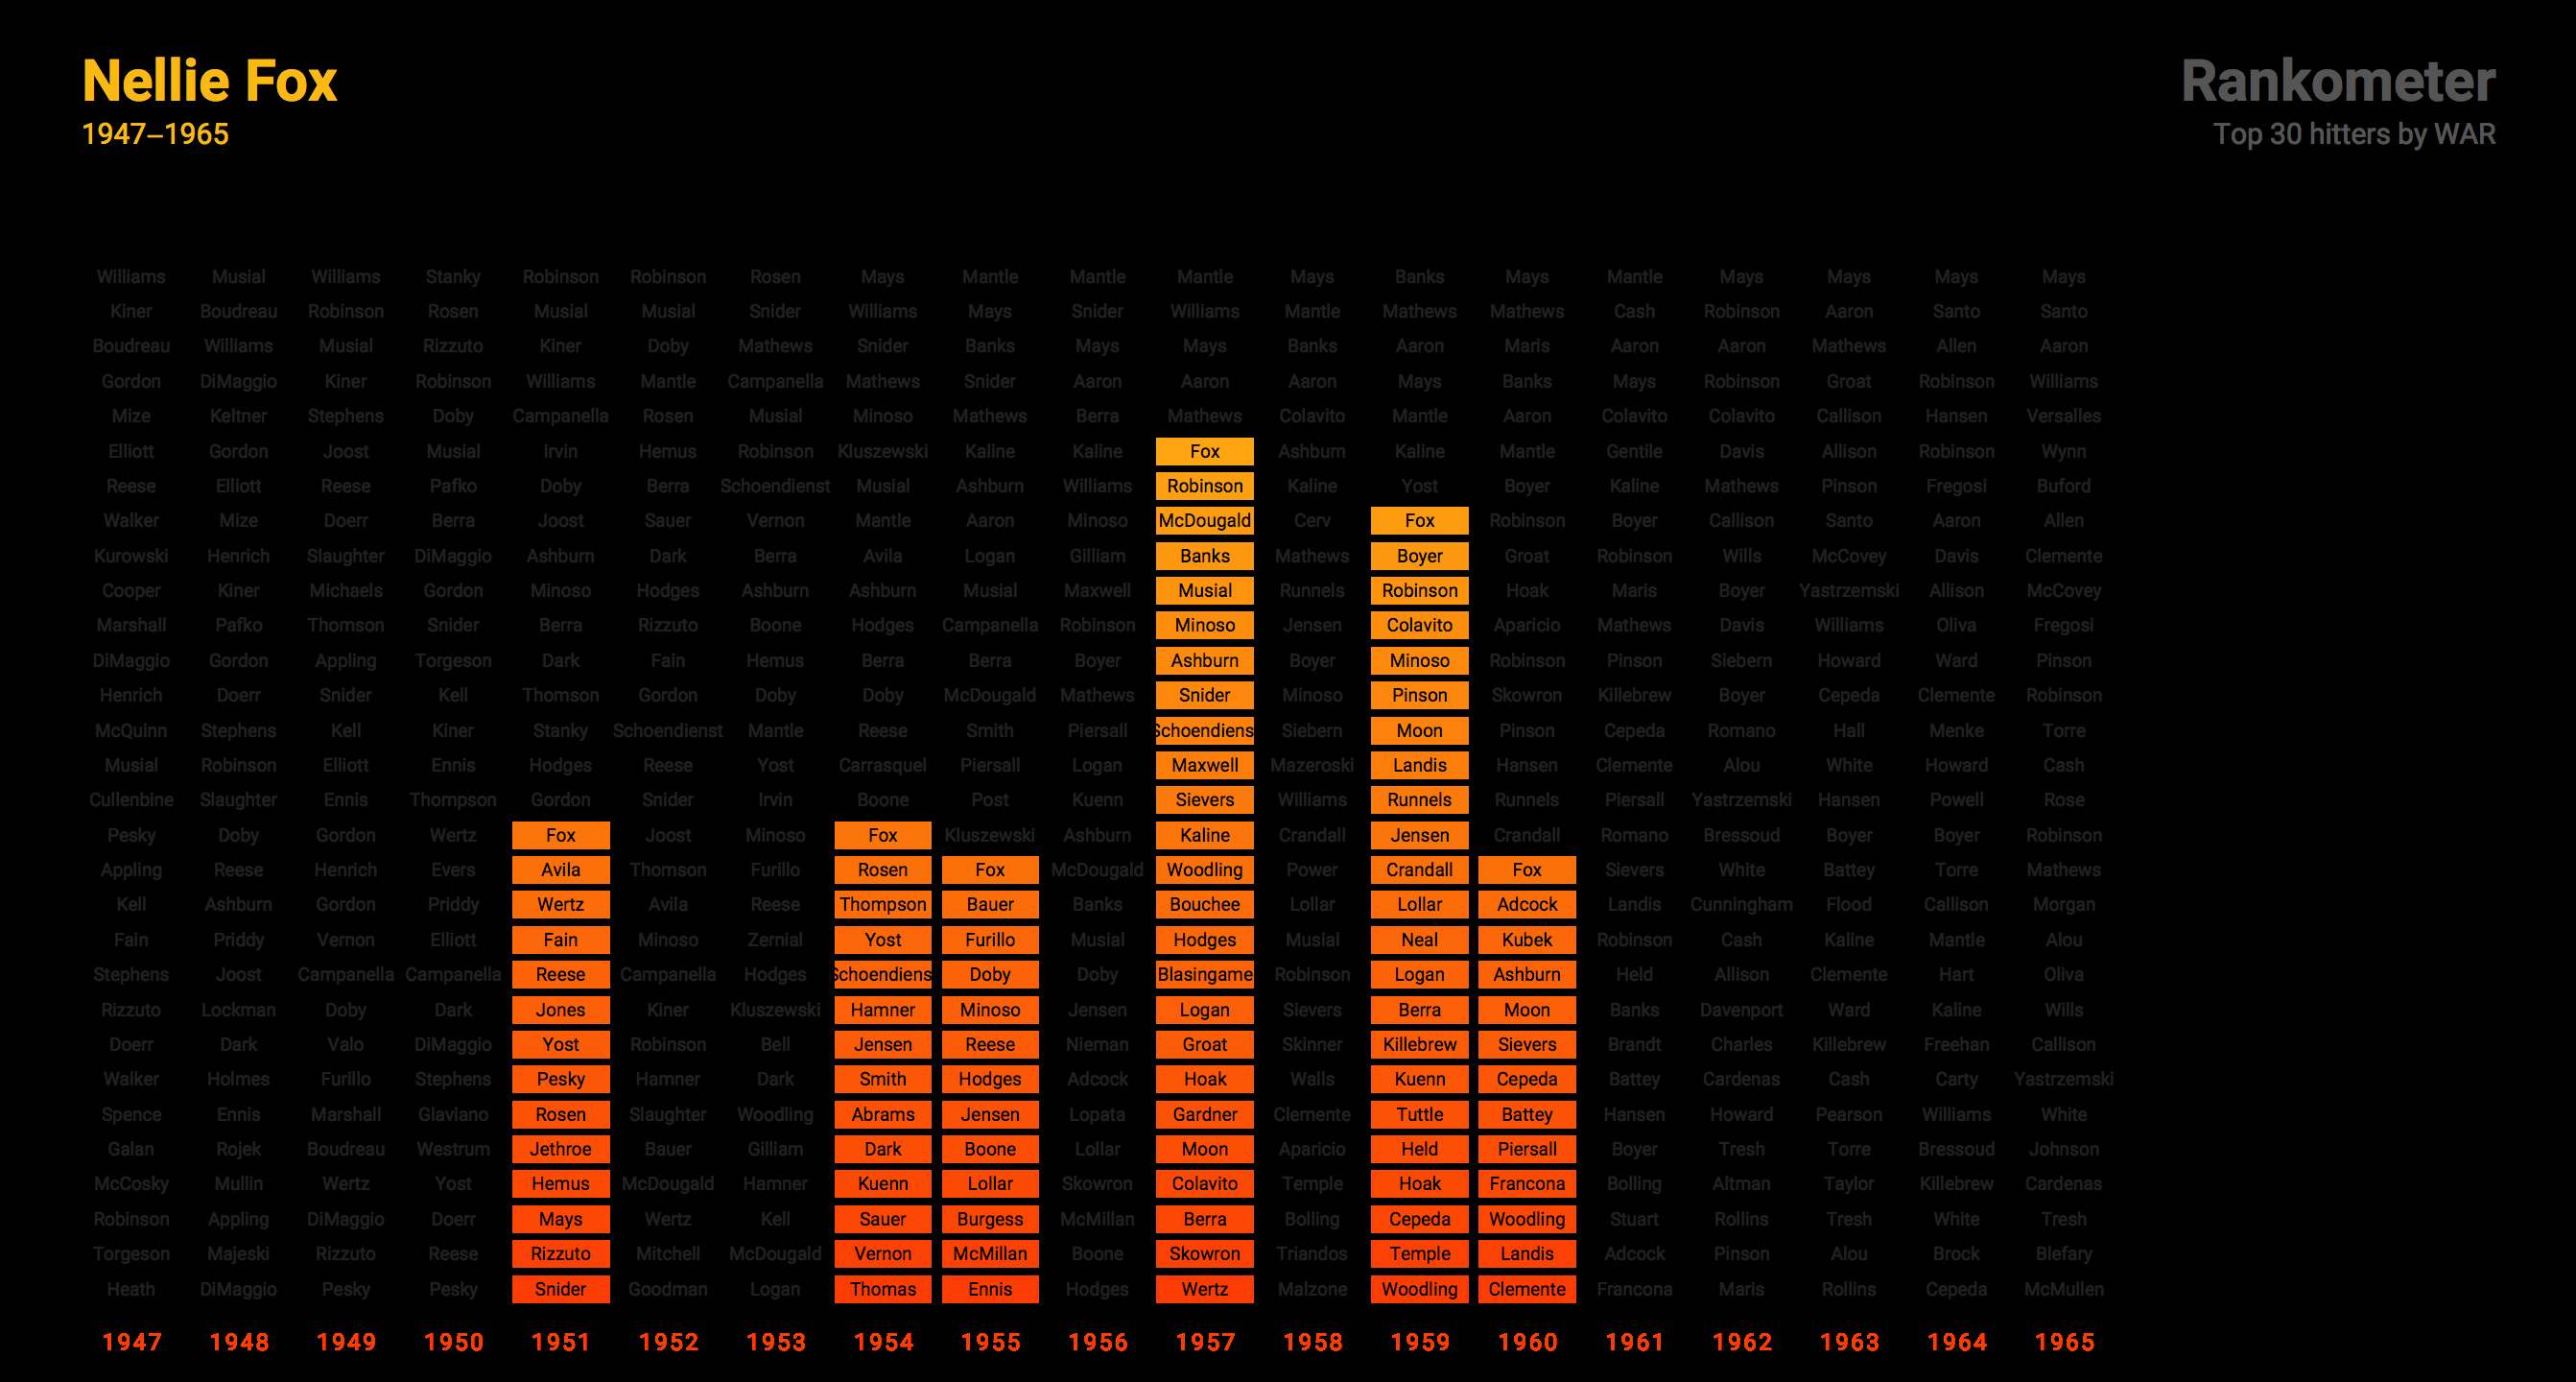 Nellie Fox
1947–1965
Rankometer
Top 30 hitters by WAR
Williams Musial Williams Stanky Robinson Robinson Rosen Mays Mantle Mantle Mantle Mays Banks Mays Mantle Mays Mays Mays Mays
Kiner Boudreau Robinson Rosen Musial Musial Snider Williams Mays Snider Williams Mantle Mathews Mathews Cash Robinson Aaron Santo Santo
Boudreau Williams Musial Rizzuto Kiner Doby Mathews Snider Banks Mays Mays Banks Aaron Maris Aaron Aaron Mathews Allen Aaron
Gordon DiMaggio Kiner Robinson Williams Mantle Campanella Mathews Snider Aaron Aaron Aaron Mays Banks Mays Robinson Groat Robinson Williams
Mize Keltner Stephens Doby Campanella Rosen Musial Minoso Mathews Berra Mathews Colavito Mantle Aaron Colavito Colavito Callison Hansen Versalles
Elliott Gordon Joost Musial Irvin Hemus Robinson Kluszewski Kaline Kaline Fox Ashburn Kaline Mantle Gentile Davis Allison Robinson Wynn
Reese Elliott Reese Pafko Doby Berra Schoendienst Musial Ashburn Williams Robinson Kaline Yost Boyer Kaline Mathews Pinson Fregosi Buford
Walker Mize Doerr Berra Joost Sauer Vernon Mantle Aaron Minoso McDougald Cerv Fox Robinson Boyer Callison Santo Aaron Allen
Kurowski Henrich Slaughter DiMaggio Ashburn Dark Berra Avila Logan Gilliam Banks Mathews Boyer Groat Robinson Wills McCovey Davis Clemente
Cooper Kiner Michaels Gordon Minoso Hodges Ashburn Ashburn Musial Maxwell Musial Runnels Robinson Hoak Maris Boyer Yastrzemski Allison McCovey
Marshall Pafko Thomson Snider Berra Rizzuto Boone Hodges Campanella Robinson Minoso Jensen Colavito Aparicio Mathews Davis Williams Oliva Fregosi
DiMaggio Gordon Appling Torgeson Dark Fain Hemus Berra Berra Boyer Ashburn Boyer Minoso Robinson Pinson Siebern Howard Ward Pinson
Henrich Doerr Snider Kell Thomson Gordon Doby Doby McDougald Mathews Snider Minoso Pinson Skowron Killebrew Boyer Cepeda Clemente Robinson
McQuinn Stephens Kell Kiner Stanky Schoendienst Mantle Reese Smith Piersall Schoendiens Siebern Moon Pinson Cepeda Romano Hall Menke Torre
Musial Robinson Elliott Ennis Hodges Reese Yost Carrasquel Piersall Logan Maxwell Mazeroski Landis Hansen Clemente Alou White Howard Cash
Cullenbine Slaughter Ennis Thompson Gordon Snider Irvin Boone Post Kuenn Sievers Williams Runnels Runnels Piersall Yastrzemski Hansen Powell Rose
Pesky Doby Gordon Wertz Fox Joost Minoso Fox Kluszewski Ashburn Kaline Crandall Jensen Crandall Romano Bressoud Boyer Boyer Robinson
Appling Reese Henrich Evers Avila Thomson Furillo Rosen Fox McDougald Woodling Power Crandall Fox Sievers White Battey Torre Mathews
Kell Ashburn Gordon Priddy Wertz Avila Reese Thompson Bauer Banks Bouchee Lollar Lollar Adcock Landis Cunningham Flood Callison Morgan
Fain Priddy Vernon Elliott Fain Minoso Zernial Yost Furillo Musial Hodges Musial Neal Kubek Robinson Cash Kaline Mantle Alou
Stephens Joost Campanella Campanella Reese Campanella Hodges Schoendiens Doby Doby Blasingame Robinson Logan Ashburn Held Allison Clemente Hart Oliva
Rizzuto Lockman Doby Dark Jones Kiner Kluszewski Hamner Minoso Jensen Logan Sievers Berra Moon Banks Davenport Ward Kaline Wills
Doerr Dark Valo DiMaggio Yost Robinson Bell Jensen Reese Nieman Groat Skinner Killebrew Sievers Brandt Charles Killebrew Freehan Callison
Walker Holmes Furillo Stephens Pesky Hamner Dark Smith Hodges Adcock Hoak Walls Kuenn Cepeda Battey Cardenas Cash Carty Yastrzemski
Spence Ennis Marshall Glaviano Rosen Slaughter Woodling Abrams Jensen Lopata Gardner Clemente Tuttle Battey Hansen Howard Pearson Williams White
Galan Rojek Boudreau Westrum Jethroe Bauer Gilliam Dark Boone Lollar Moon Aparicio Held Piersall Boyer Tresh Torre Bressoud Johnson
McCosky Mullin Wertz Yost Hemus McDougald Hamner Kuenn Lollar Skowron Colavito Temple Hoak Francona Bolling Altman Taylor Killebrew Cardenas
Robinson Appling DiMaggio Doerr Mays Wertz Kell Sauer Burgess McMillan Berra Bolling Cepeda Woodling Stuart Rollins Tresh White Tresh
Torgeson Majeski Rizzuto Reese Rizzuto Mitchell McDougald Vernon McMillan Boone Skowron Triandos Temple Landis Adcock Pinson Alou Brock Blefary
Heath DiMaggio Pesky Pesky Snider Goodman Logan Thomas Ennis Hodges Wertz Malzone Woodling Clemente Francona Maris Rollins Cepeda McMullen
1947 1948 1949 1950 1951 1952 1953 1954 1955 1956 1957 1958 1959 1960 1961 1962 1963 1964 1965